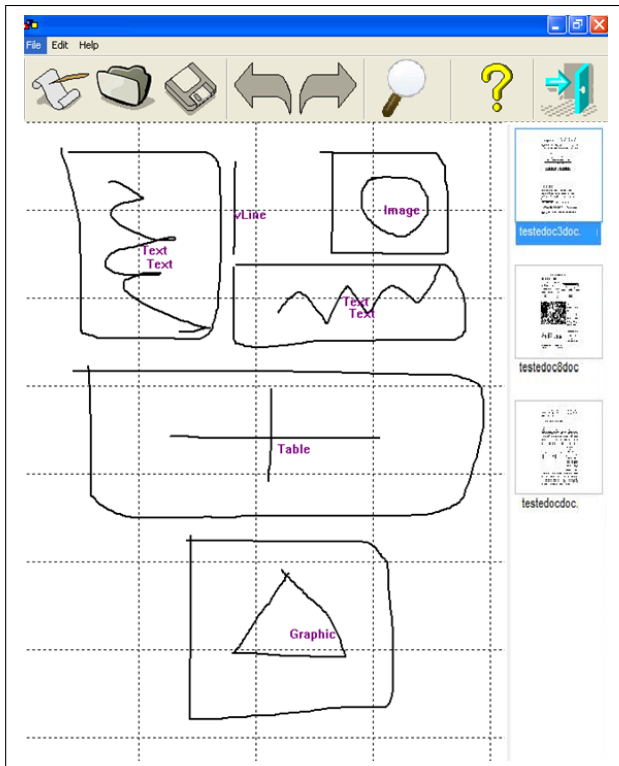 File Edit Help
vLine
Image
Text
Text
Text
Text
Table
Graphic
testedoc3doc.
testedoc8doc
testedocdoc.